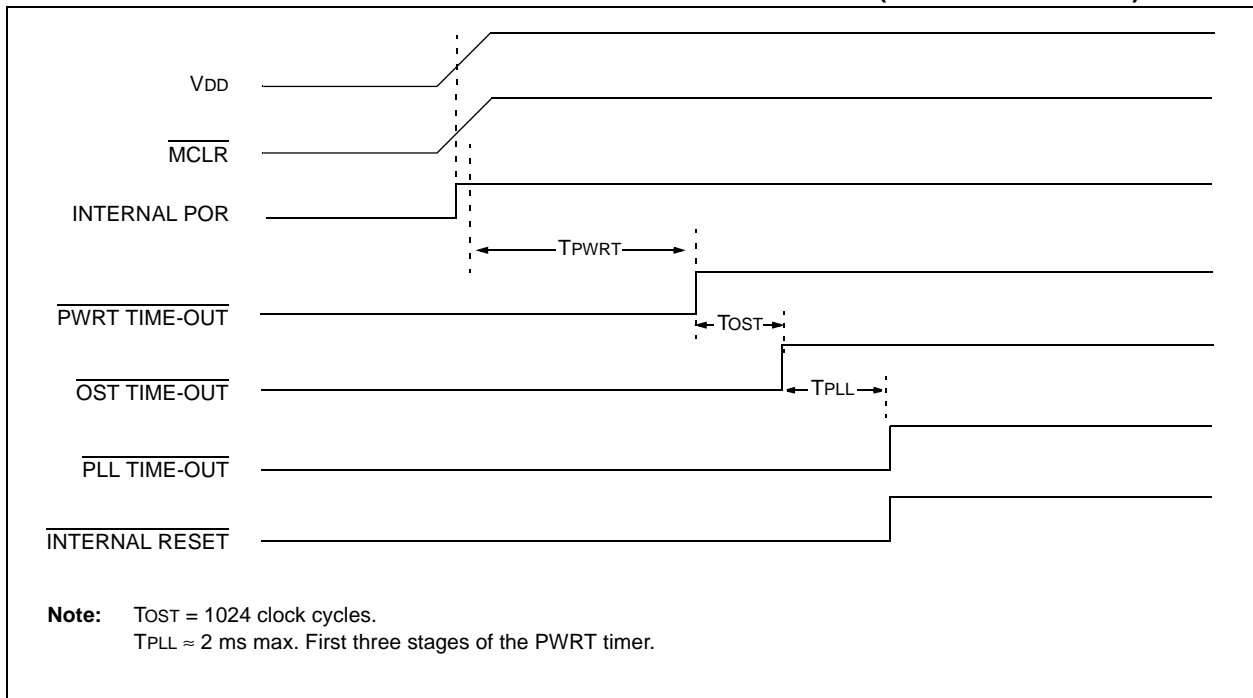 VDD
MCLR
INTERNAL POR
TPWRT
PWRT TIME-OUT
TOST
OST TIME-OUT
TPLL
PLL TIME-OUT
INTERNAL RESET
Note: TOST = 1024 clock cycles.
TPLL ≈ 2 ms max. First three stages of the PWRT timer.